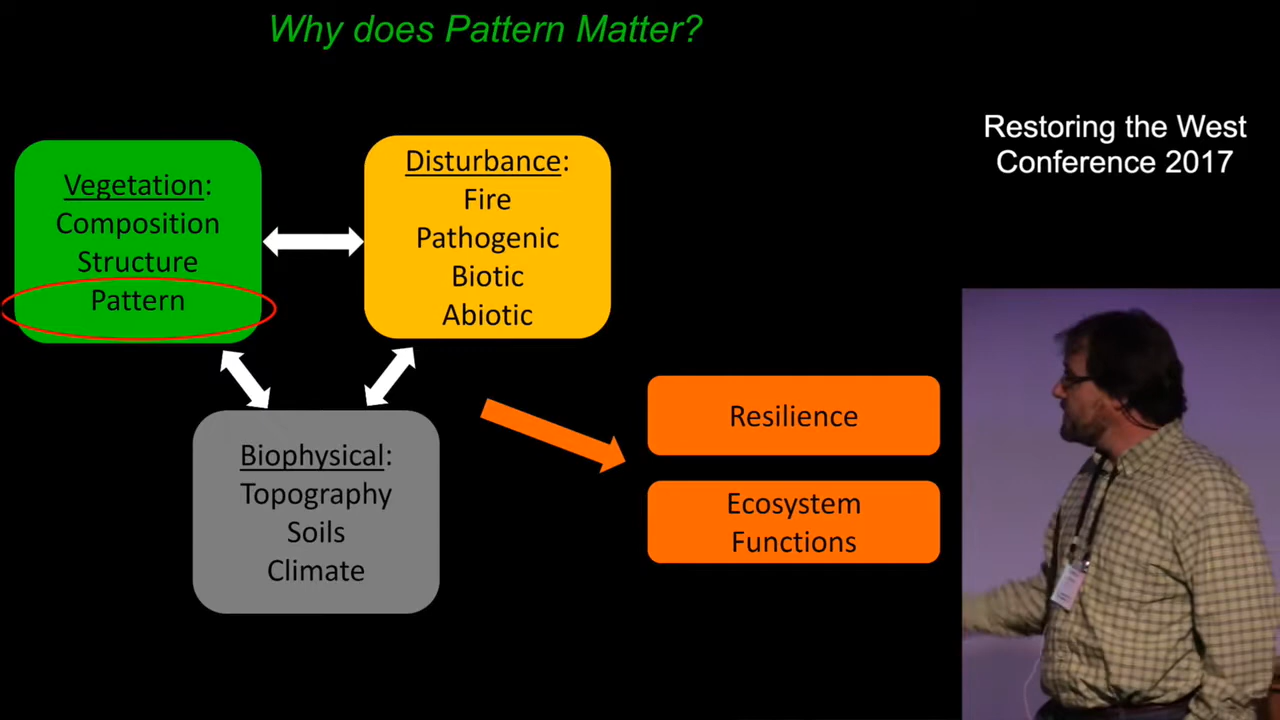 Why does Pattern Matter?
Restoring the West
Conference 2017
Vegetation:
Composition
Structure
Pattern
Disturbance:
Fire
Pathogenic
Biotic
Abiotic
Biophysical:
Topography
Soils
Climate
Resilience
Ecosystem
Functions